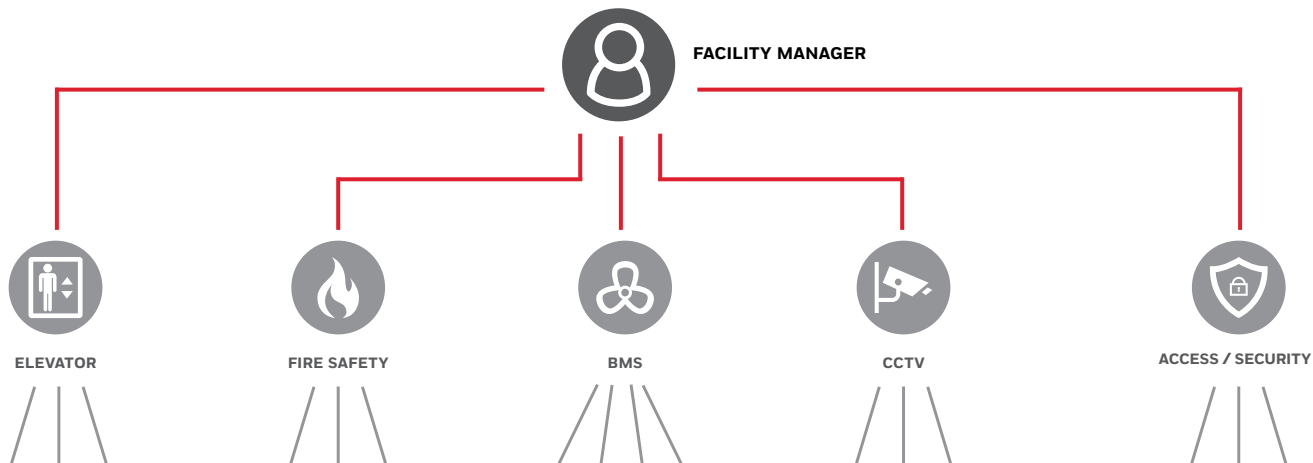 FACILITY MANAGER
ELEVATOR
FIRE SAFETY
BMS
CCTV
ACCESS / SECURITY